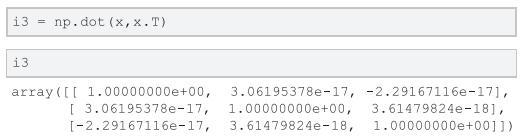 i3 = np.dot(x,x.T)
i3
array([[ 1.00000000e+00,  3.06195378e-17, -2.29167116e-17],
       [ 3.06195378e-17,  1.00000000e+00,  3.61479824e-18],
       [-2.29167116e-17,  3.61479824e-18,  1.00000000e+00]])